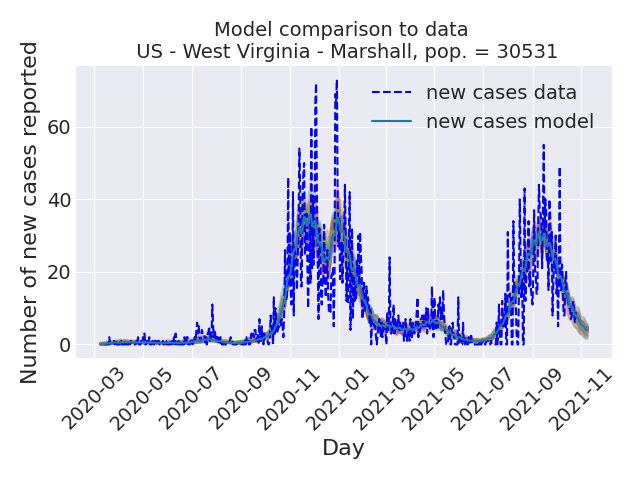 Model comparison to data
US - West Virginia - Marshall, pop. = 30531
Number of new cases reported
60
40
20
0
new cases data
new cases model
2020-03
2020-05
2020-07
2020-09
2020-11
2021-01
2021-03
2021-05
2021-07
2021-09
2021-11
Day